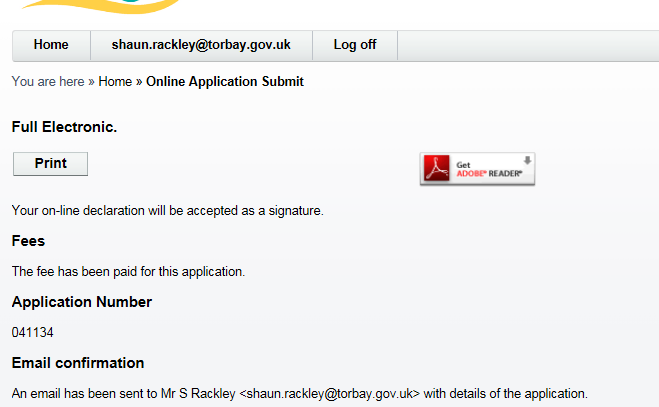 Home shaun.rackley@torbay.gov.uk Log off
You are here » Home » Online Application Submit
Full Electronic.
Print
Get
ADOBE® READER®
Your on-line declaration will be accepted as a signature.
Fees
The fee has been paid for this application.
Application Number
041134
Email confirmation
An email has been sent to Mr S Rackley <shaun.rackley@torbay.gov.uk> with details of the application.